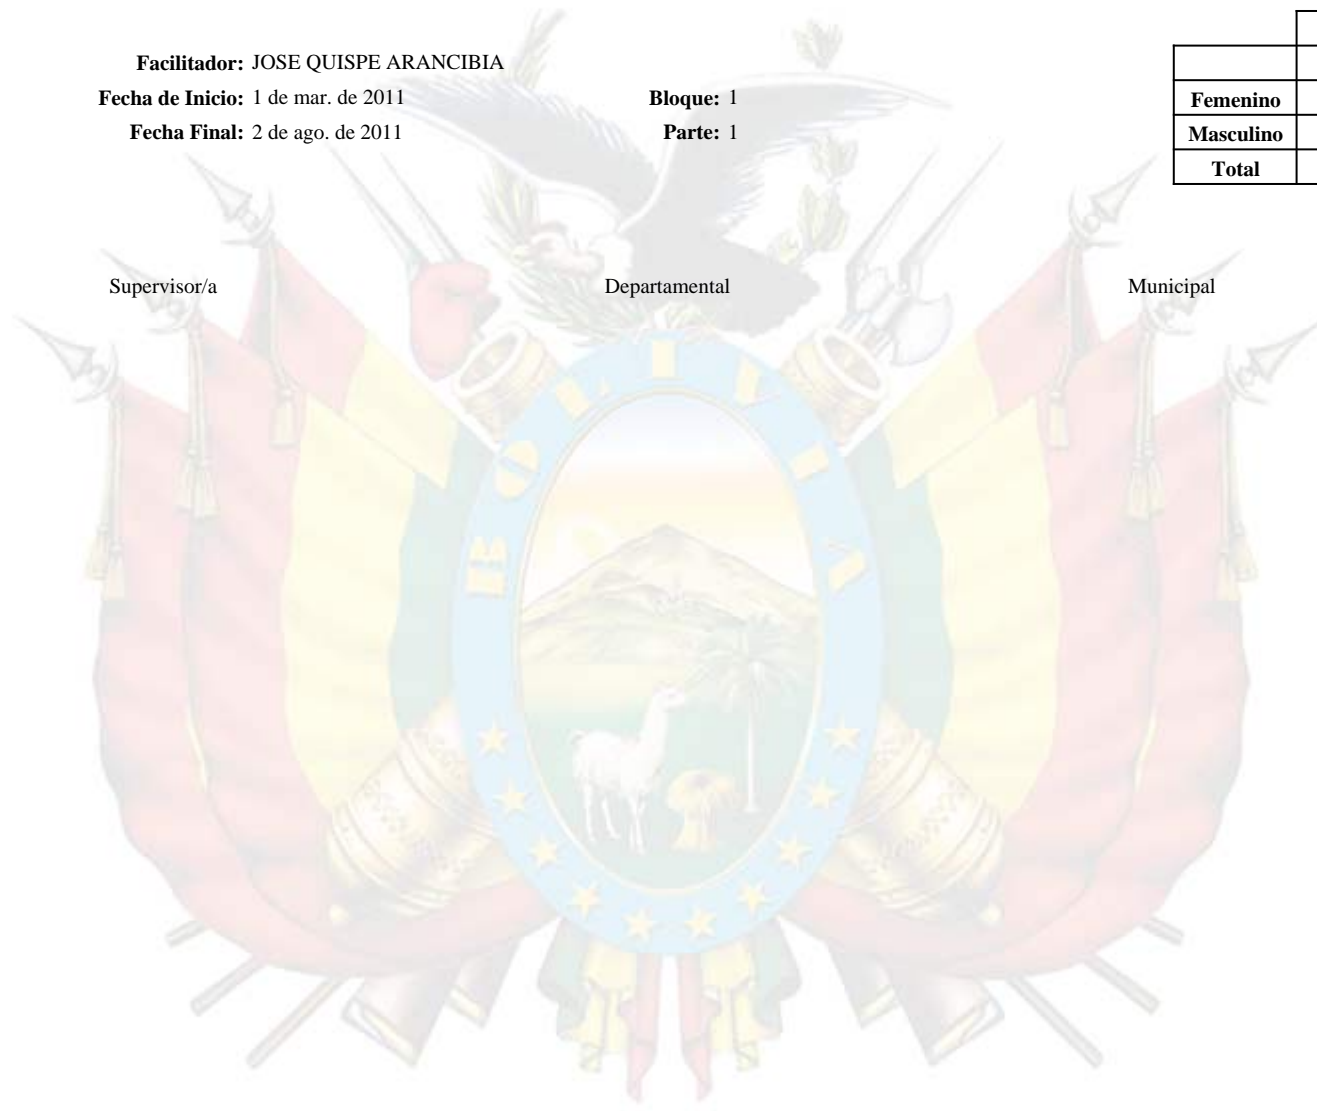 Facilitador: JOSE QUISPE ARANCIBIA
Fecha de Inicio: 1 de mar. de 2011 Bloque: 1
Fecha Final: 2 de ago. de 2011 Parte: 1
Femenino
Masculino
Total
Supervisor/a Departamental Municipal
BOLIVIA